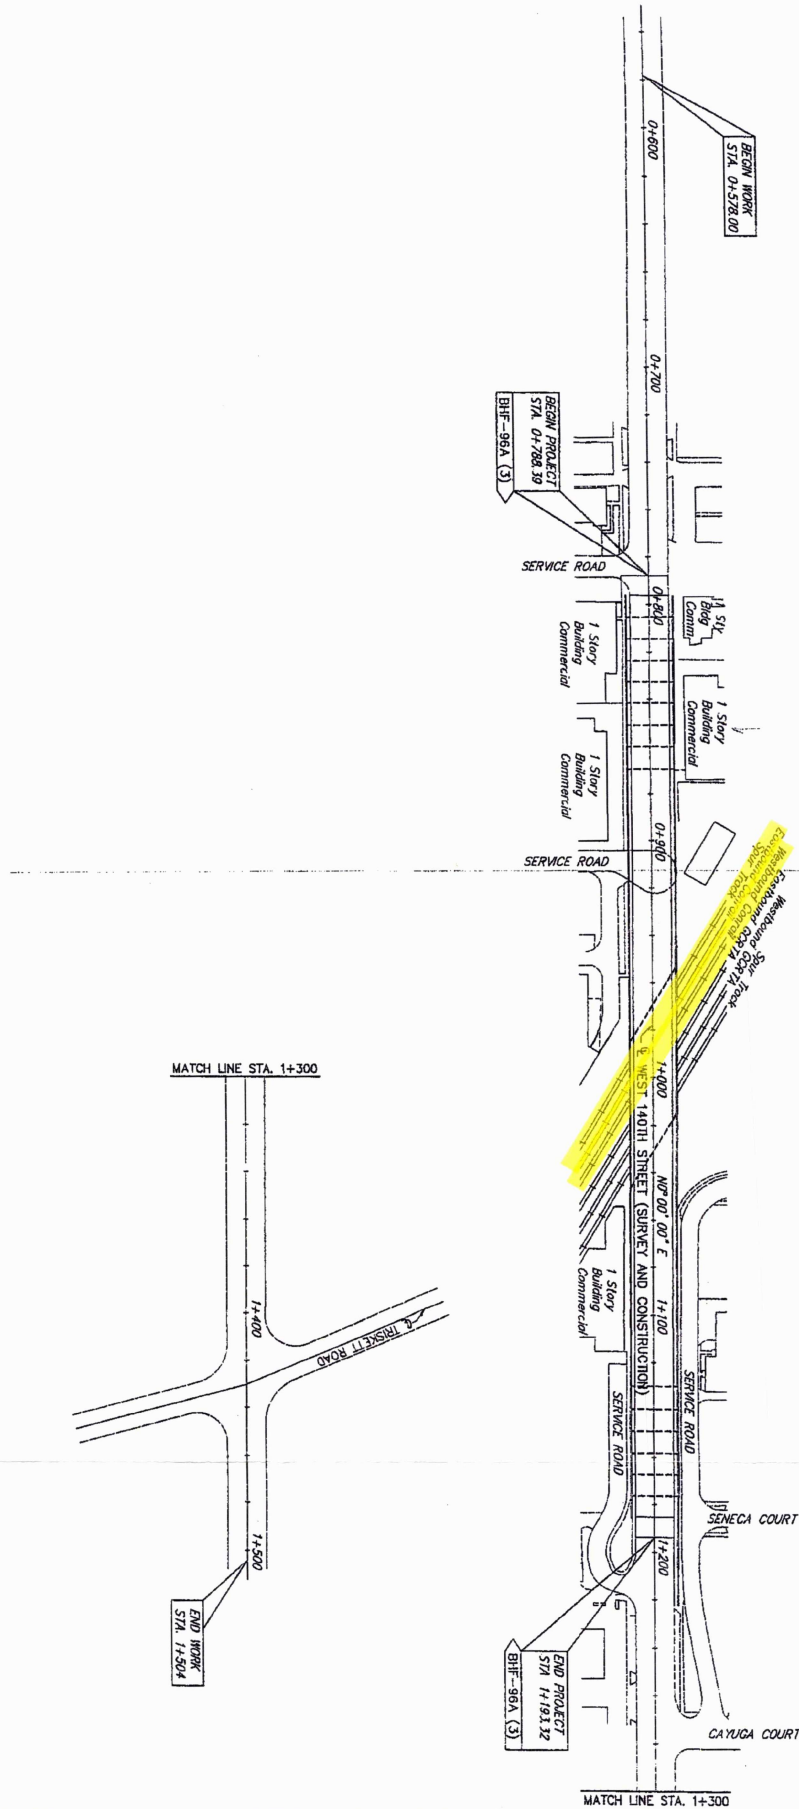 BEGIN WORK
STA. 0+578.00
0+600
0+700
BEGIN PROJECT
STA. 0+788.39
BHF-96A (3)
SERVICE ROAD
0+800
1 Sty
Bldg
Comm.
1 Story
Building
Commercial
1 Story
Building
Commercial
1 Story
Building
Commercial
0+900
SERVICE ROAD
Westbound Conrail
Spur Track
Eastbound GCRTA
Westbound GCRTA
Spur Track
1+000
℄ WEST 140TH STREET (SURVEY AND CONSTRUCTION)
N0° 00' 00" E
1 Story
Building
Commercial
1+100
SERVICE ROAD
SERVICE ROAD
SENECA COURT
1+200
END PROJECT
STA 1+193.32
BHF-96A (3)
CAYUGA COURT
MATCH LINE STA. 1+300
MATCH LINE STA. 1+300
1+400
℄ TRISKETT ROAD
1+500
END WORK
STA. 1+504